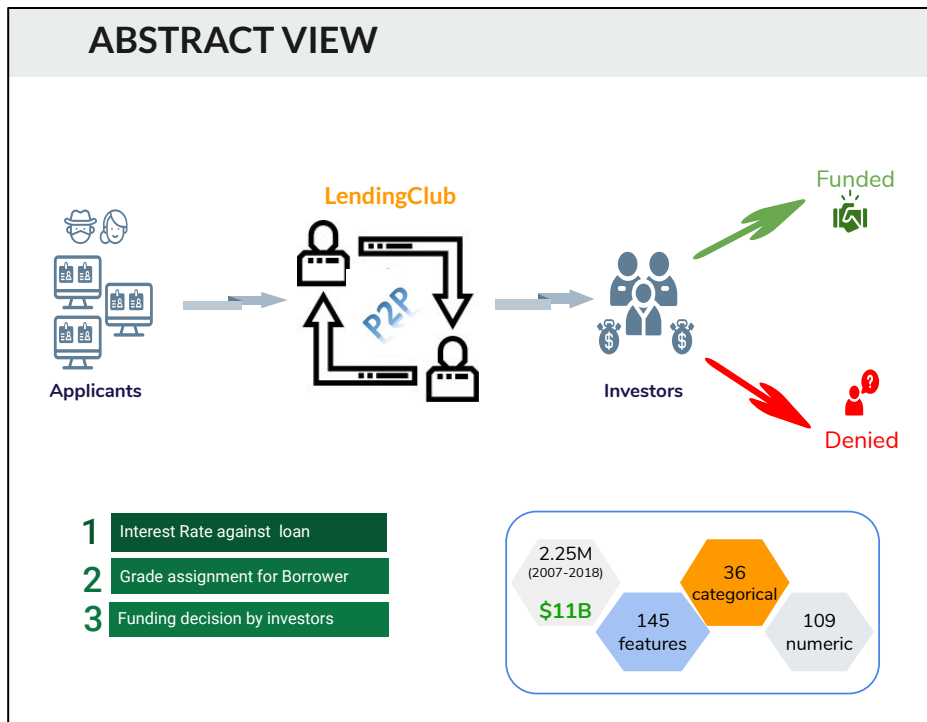 ABSTRACT VIEW
LendingClub
P2P
Applicants
Investors
$
$
Funded
?
Denied
1 Interest Rate against loan
2 Grade assignment for Borrower
3 Funding decision by investors
2.25M
(2007-2018)
$11B
145
features
36
categorical
109
numeric